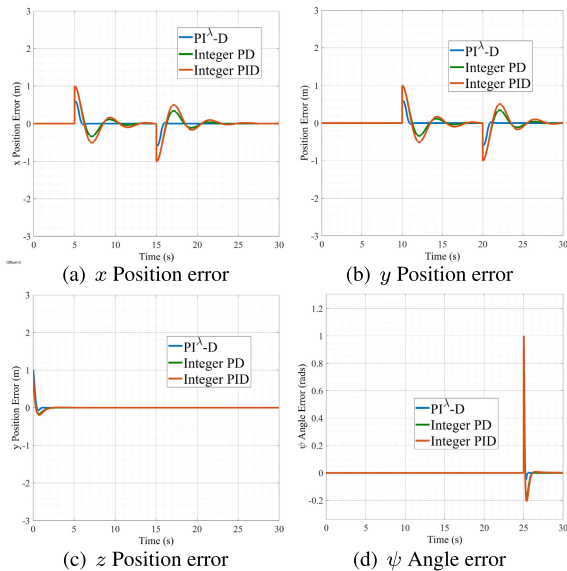 3
2
1
0
-1
-2
-3
x Position Error (m)
PI^λ-D
Integer PD
Integer PID
0 5 10 15 20 25 30
Time (s)
(a) x Position error
3
2
1
0
-1
-2
-3
Position Error (m)
PI^λ-D
Integer PD
Integer PID
0 5 10 15 20 25 30
Time (s)
(b) y Position error
3
2
1
0
-1
-2
-3
y Position Error (m)
PI^λ-D
Integer PD
Integer PID
0 5 10 15 20 25 30
Time (s)
(c) z Position error
1.2
1
0.8
0.6
0.4
0.2
0
-0.2
ψ Angle Error (rads)
PI^λ-D
Integer PD
Integer PID
0 5 10 15 20 25 30
Time (s)
(d) ψ Angle error